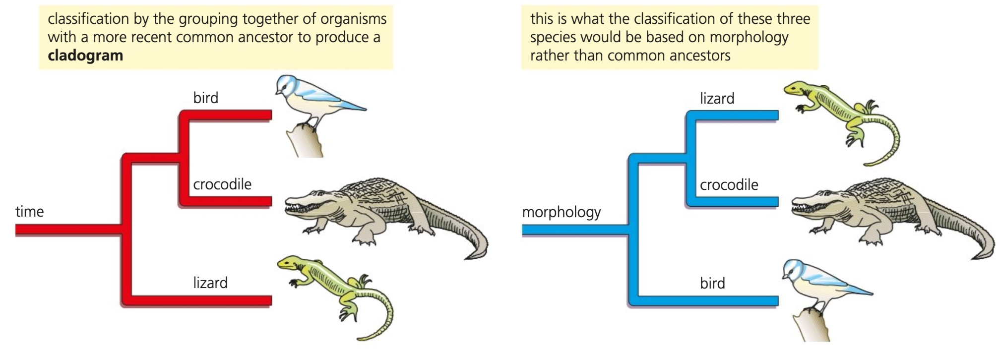 classification by the grouping together of organisms
with a more recent common ancestor to produce a
cladogram
bird
crocodile
time
lizard
this is what the classification of these three
species would be based on morphology
rather than common ancestors
lizard
crocodile
morphology
bird